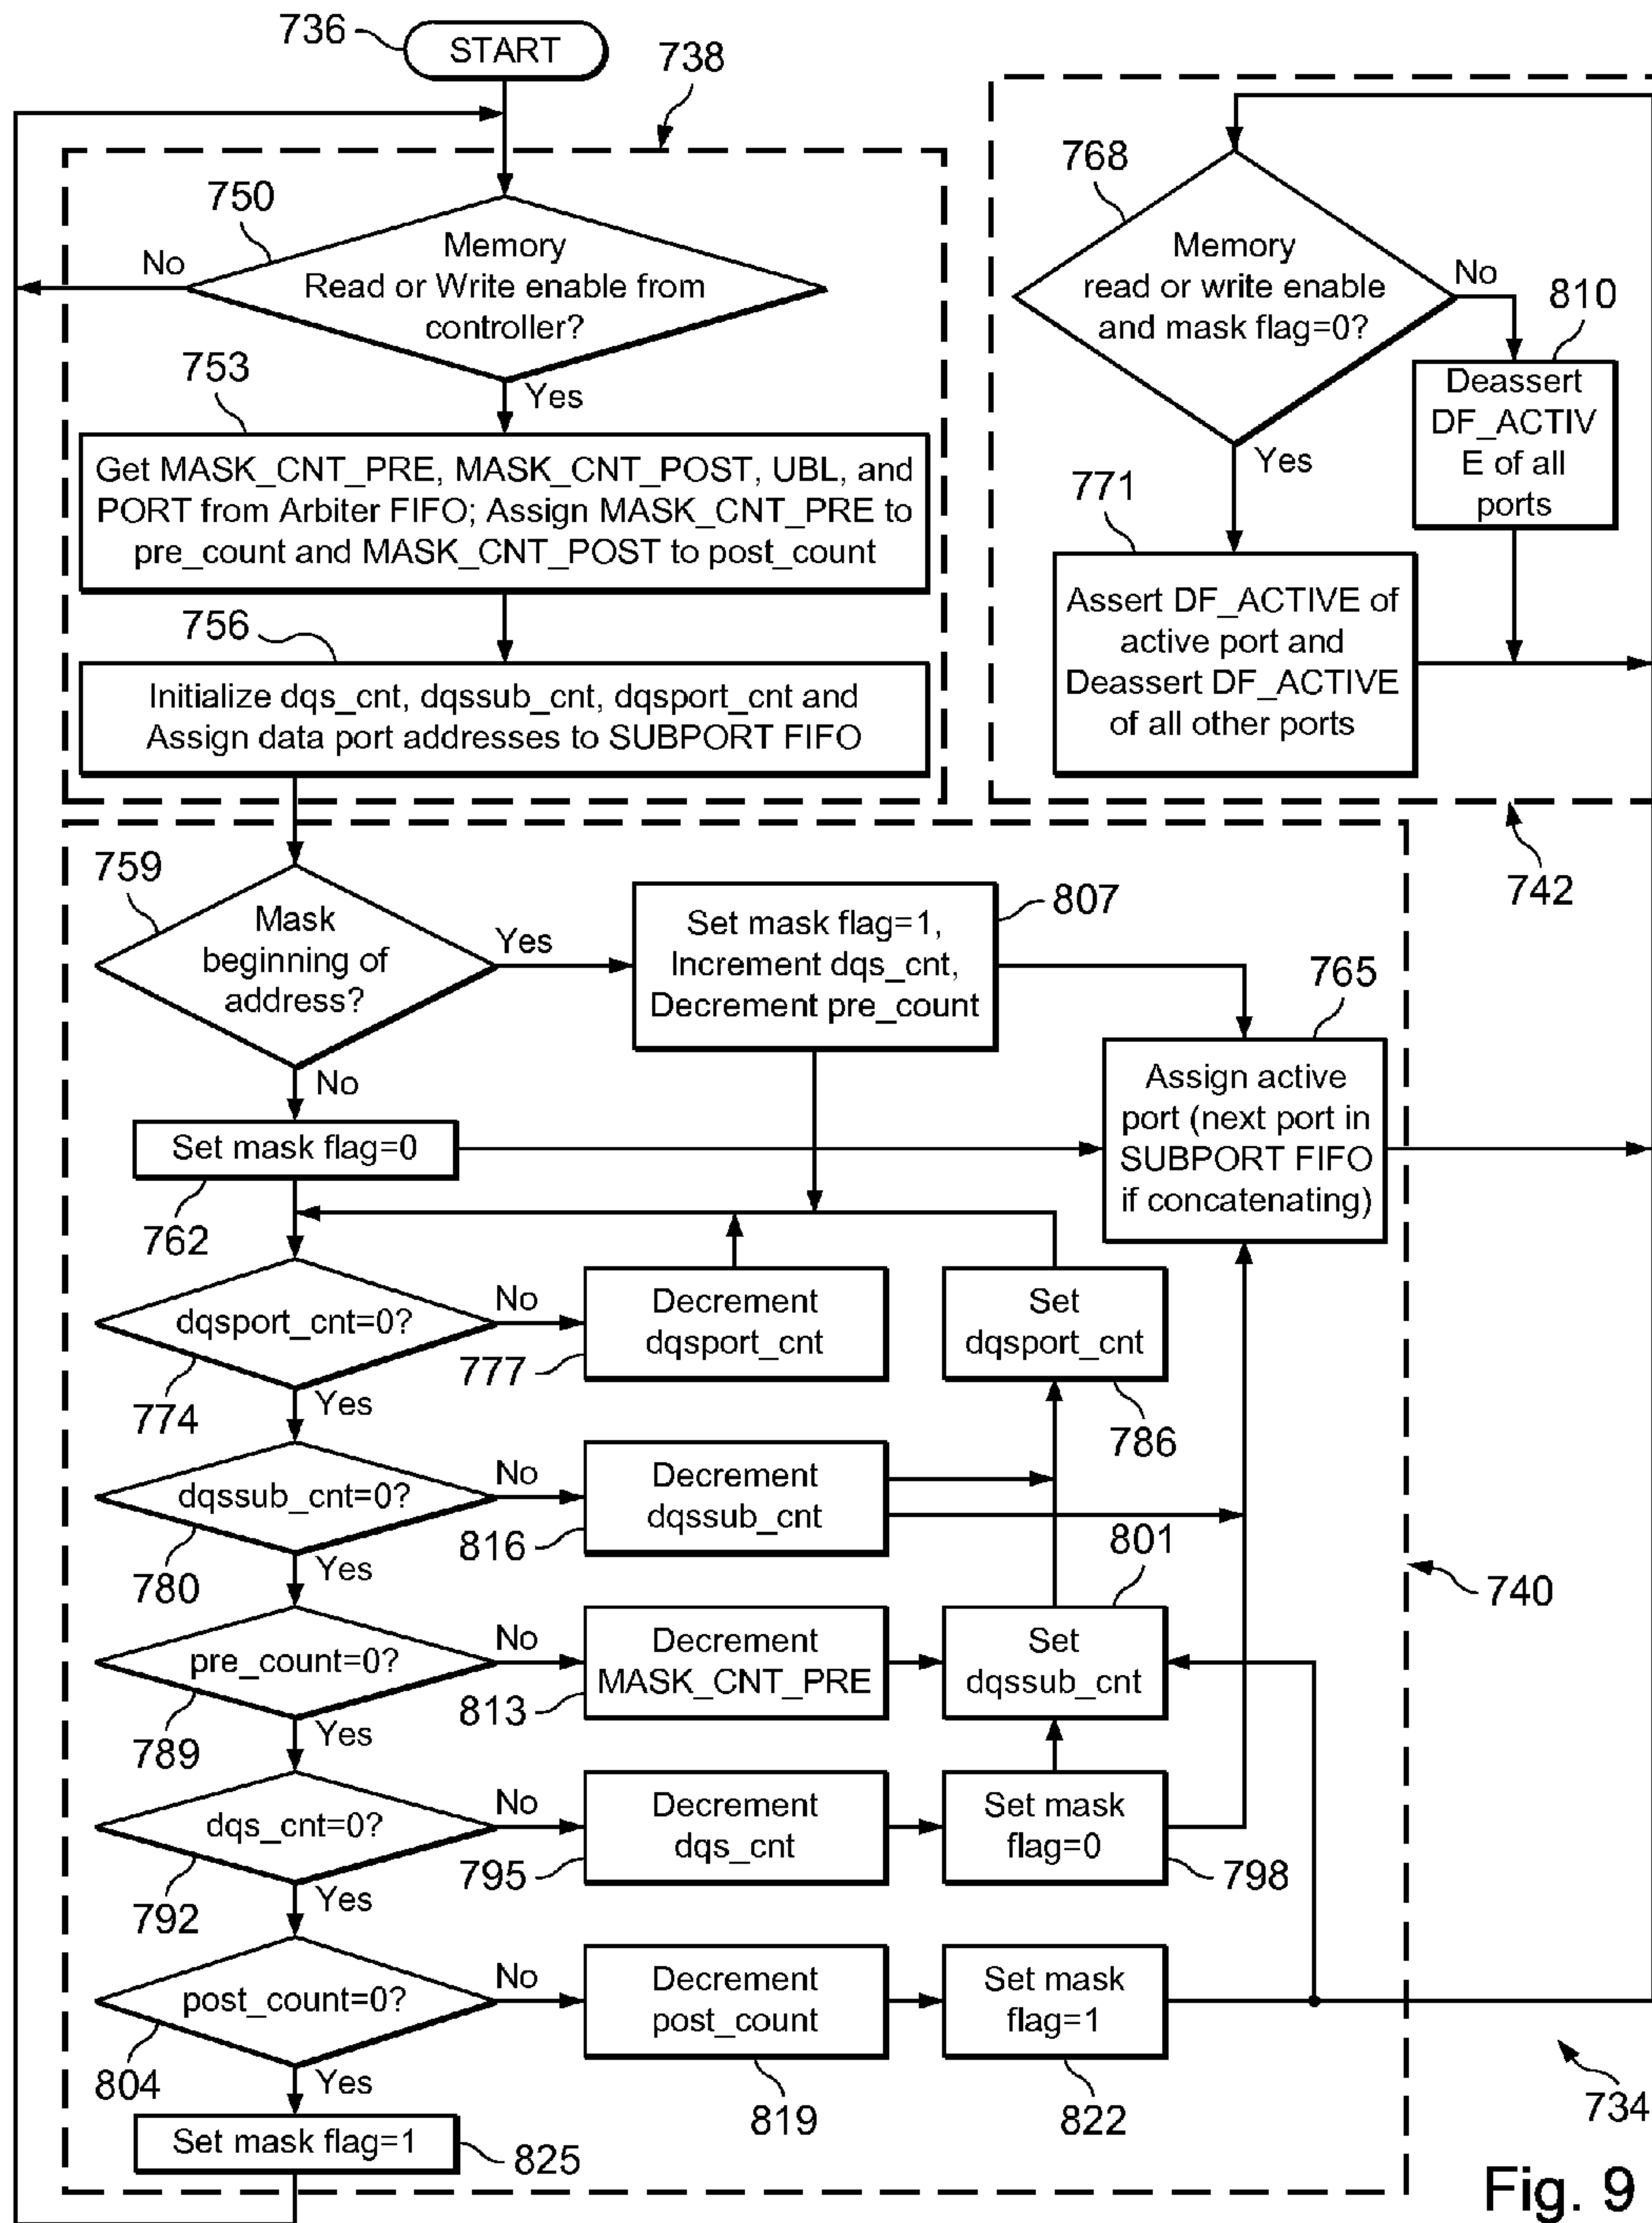 736
START
738
750
Memory
Read or Write enable from
controller?
No
Yes
753
Get MASK_CNT_PRE, MASK_CNT_POST, UBL, and
PORT from Arbiter FIFO; Assign MASK_CNT_PRE to
pre_count and MASK_CNT_POST to post_count
756
Initialize dqs_cnt, dqssub_cnt, dqsport_cnt and
Assign data port addresses to SUBPORT FIFO
768
Memory
read or write enable
and mask flag=0?
No
Yes
810
Deassert
DF_ACTIV
E of all
ports
771
Assert DF_ACTIVE of
active port and
Deassert DF_ACTIVE
of all other ports
742
759
Mask
beginning of
address?
Yes
No
807
Set mask flag=1,
Increment dqs_cnt,
Decrement pre_count
765
Assign active
port (next port in
SUBPORT FIFO
if concatenating)
Set mask flag=0
762
dqsport_cnt=0?
No
Yes
774
Decrement
dqsport_cnt
777
Set
dqsport_cnt
786
dqssub_cnt=0?
No
Yes
780
Decrement
dqssub_cnt
816
801
740
pre_count=0?
No
Yes
789
Decrement
MASK_CNT_PRE
813
Set
dqssub_cnt
dqs_cnt=0?
No
Yes
792
Decrement
dqs_cnt
795
Set mask
flag=0
798
post_count=0?
No
Yes
804
Decrement
post_count
819
Set mask
flag=1
822
734
Set mask flag=1
825
Fig. 9